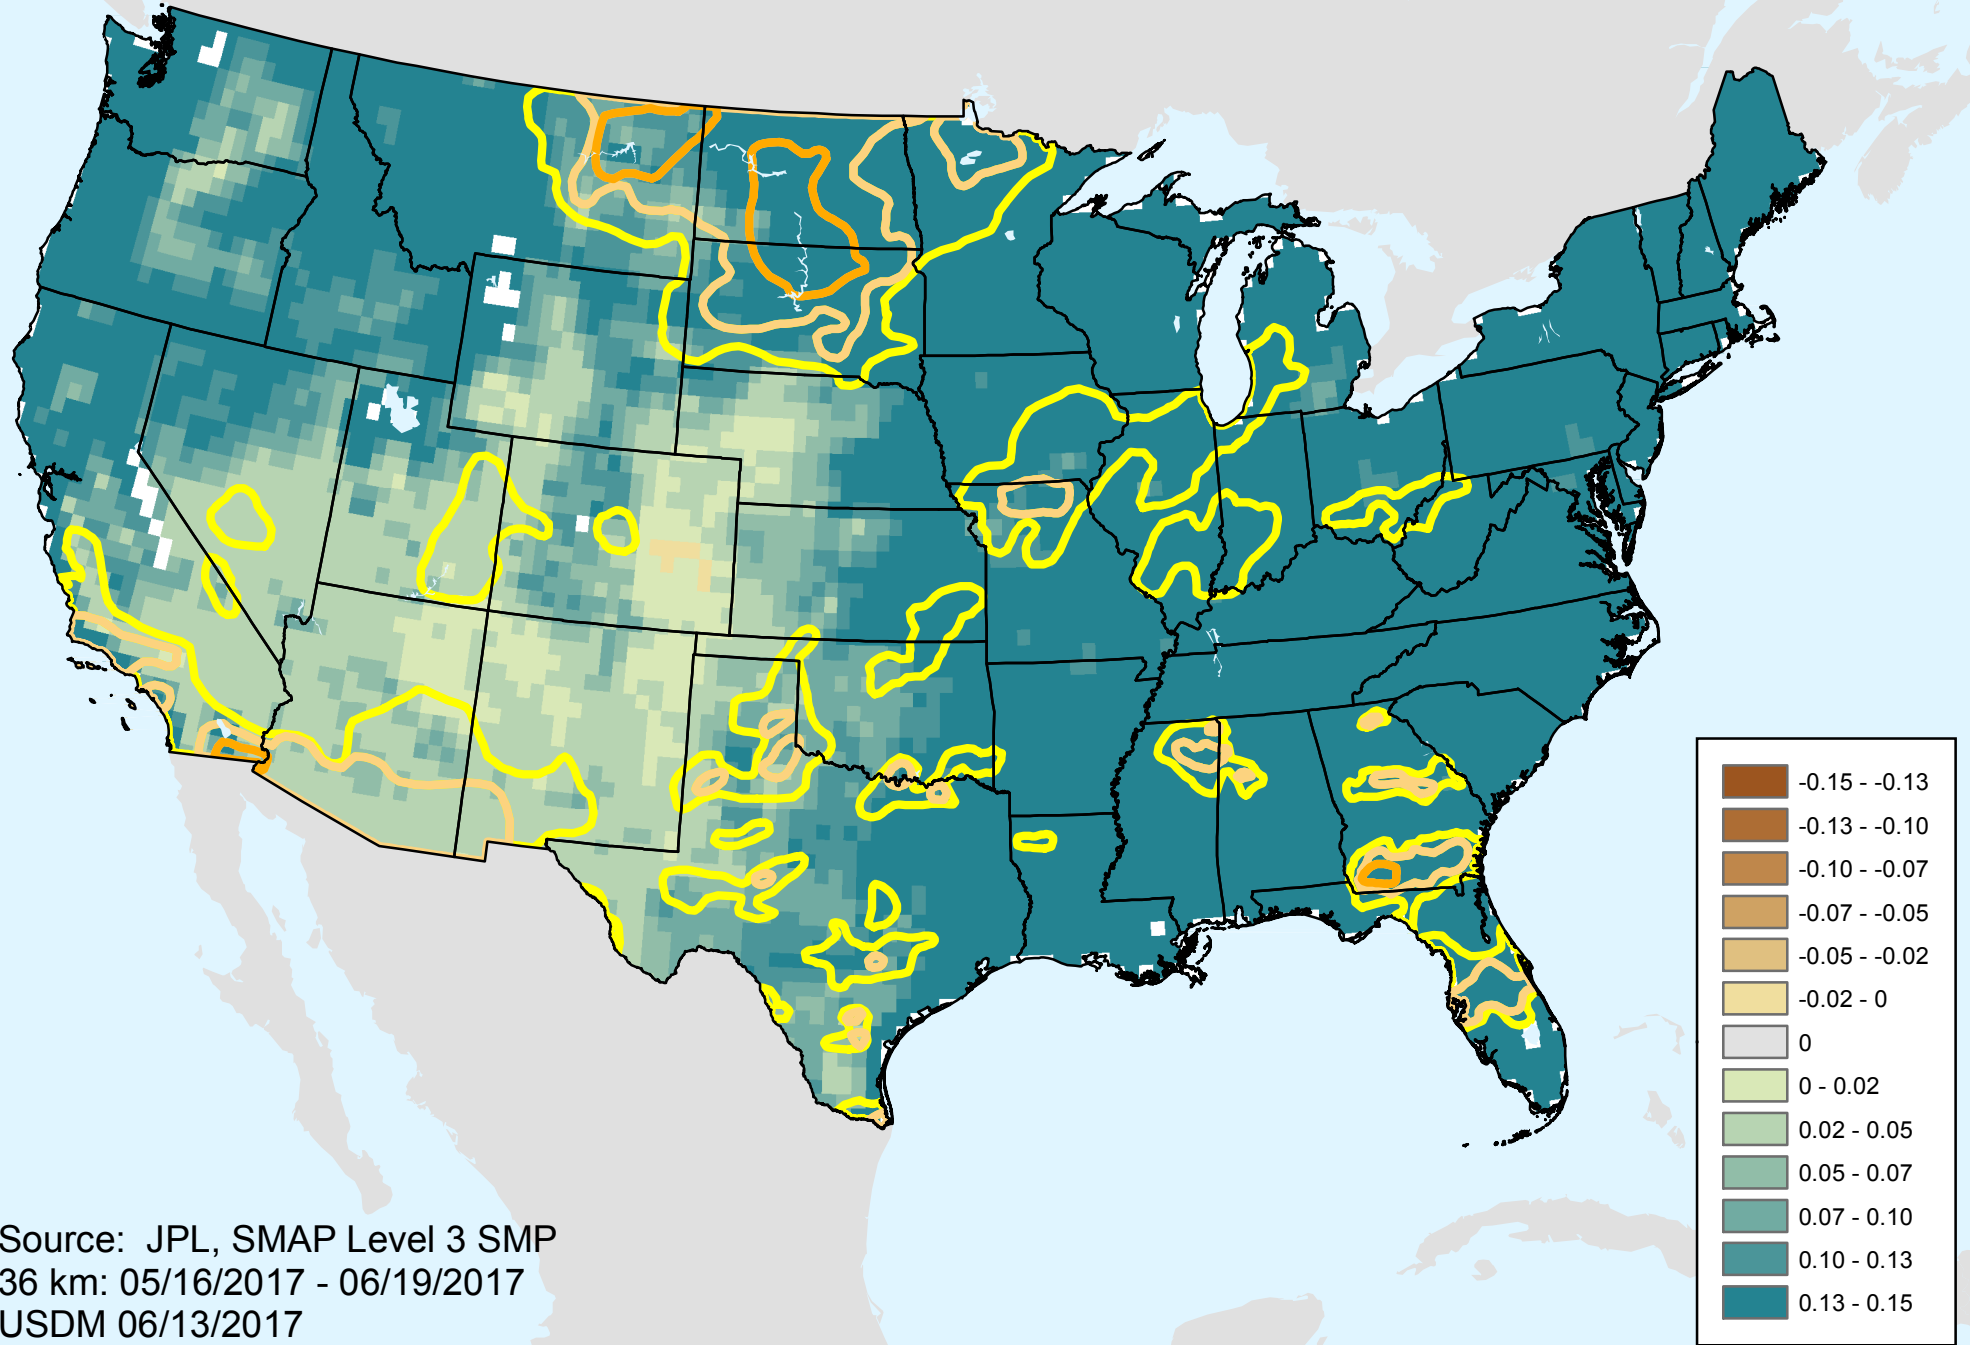 -0.15 - -0.13
-0.13 - -0.10
-0.10 - -0.07
-0.07 - -0.05
-0.05 - -0.02
-0.02 - 0
0
0 - 0.02
0.02 - 0.05
0.05 - 0.07
0.07 - 0.10
0.10 - 0.13
0.13 - 0.15
Source: JPL, SMAP Level 3 SMP
36 km: 05/16/2017 - 06/19/2017
USDM 06/13/2017